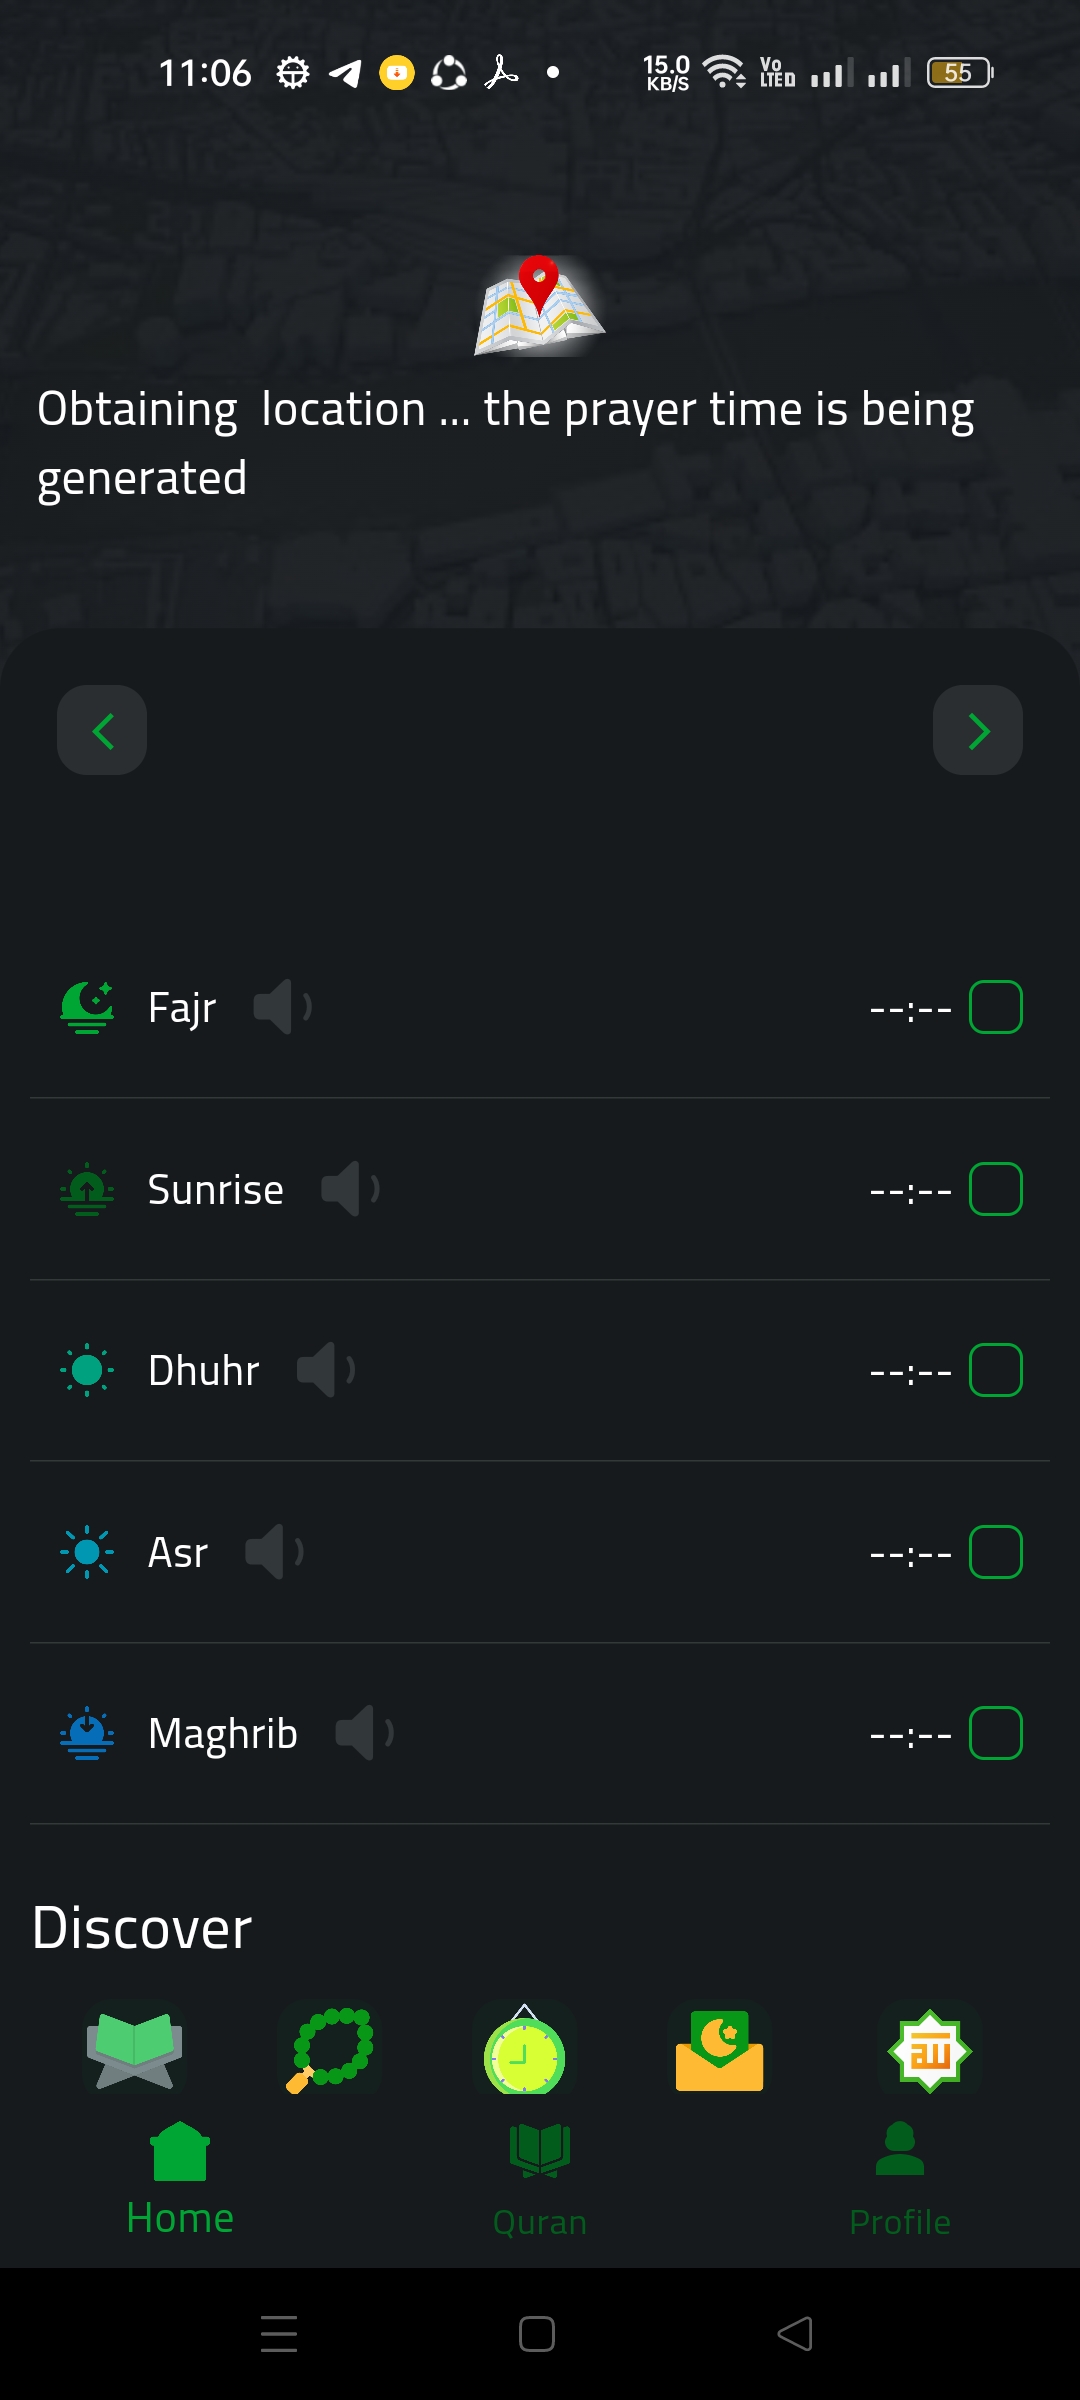 11:06
15.0 KB/S
Vo LTE
55
Obtaining  location ... the prayer time is being
generated
Fajr --:--
Sunrise --:--
Dhuhr --:--
Asr --:--
Maghrib --:--
Discover
Home
Quran
Profile